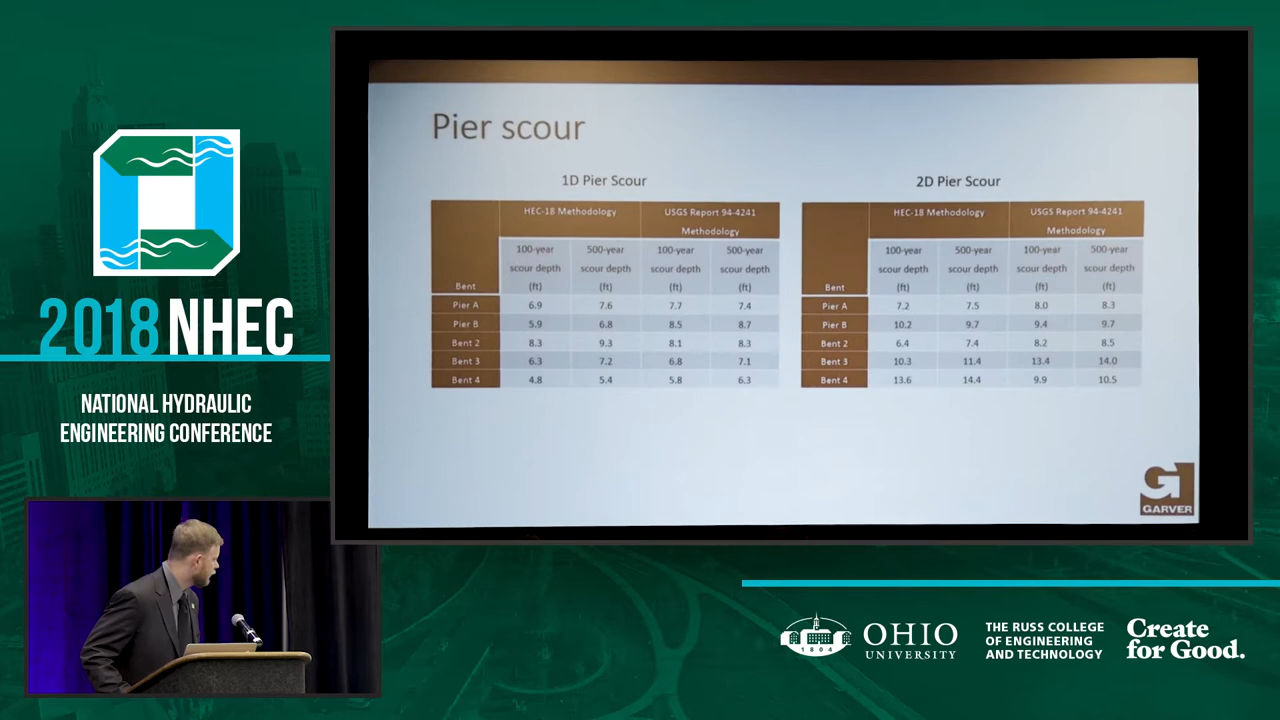 2018 NHEC
NATIONAL HYDRAULIC
ENGINEERING CONFERENCE
Pier scour
1D Pier Scour
HEC-18 Methodology USGS Report 94-4241
Methodology
100-year 500-year 100-year 500-year
scour depth scour depth scour depth scour depth
Bent (ft) (ft) (ft) (ft)
Pier A 6.9 7.6 7.7 7.4
Pier B 5.9 6.8 8.5 8.7
Bent 2 8.3 9.3 8.1 8.3
Bent 3 6.3 7.2 6.8 7.1
Bent 4 4.8 5.4 5.8 6.3
2D Pier Scour
HEC-18 Methodology USGS Report 94-4241
Methodology
100-year 500-year 100-year 500-year
scour depth scour depth scour depth scour depth
Bent (ft) (ft) (ft) (ft)
Pier A 7.2 7.5 8.0 8.3
Pier B 10.2 9.7 9.4 9.7
Bent 2 6.4 7.4 8.2 8.5
Bent 3 10.3 11.4 13.4 14.0
Bent 4 13.6 14.4 9.9 10.5
G
GARVER
1804
OHIO
UNIVERSITY
THE RUSS COLLEGE
OF ENGINEERING
AND TECHNOLOGY
Create
for Good.